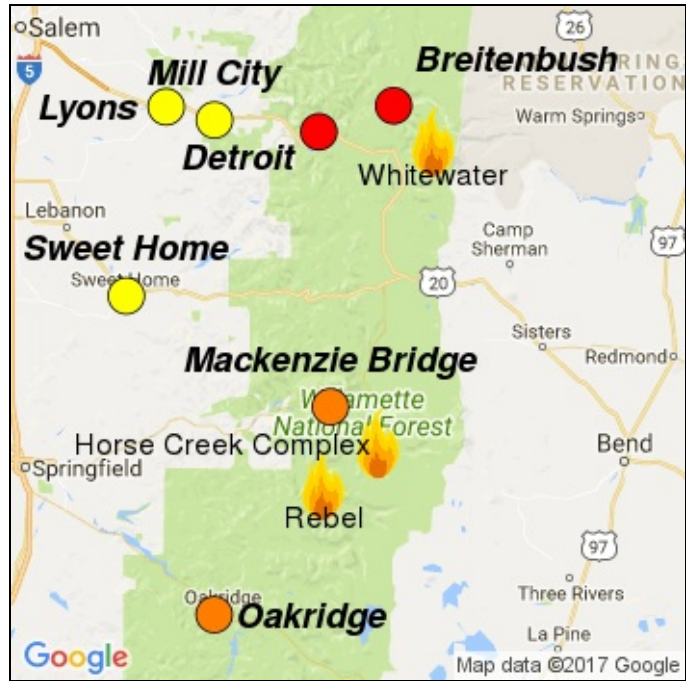 Salem
26
5
Mill City
Breitenbush
RING
RESERVATION
Lyons
Warm Springs
Detroit
Whitewater
Lebanon
Camp
Sherman
97
Sweet Home
Sweet Home
20
Sisters
Redmond
Mackenzie Bridge
Willamette
National Forest
Horse Creek Complex
Bend
Springfield
Rebel
97
Oakridge
Three Rivers
Oakridge
La Pine
Google
Map data ©2017 Google